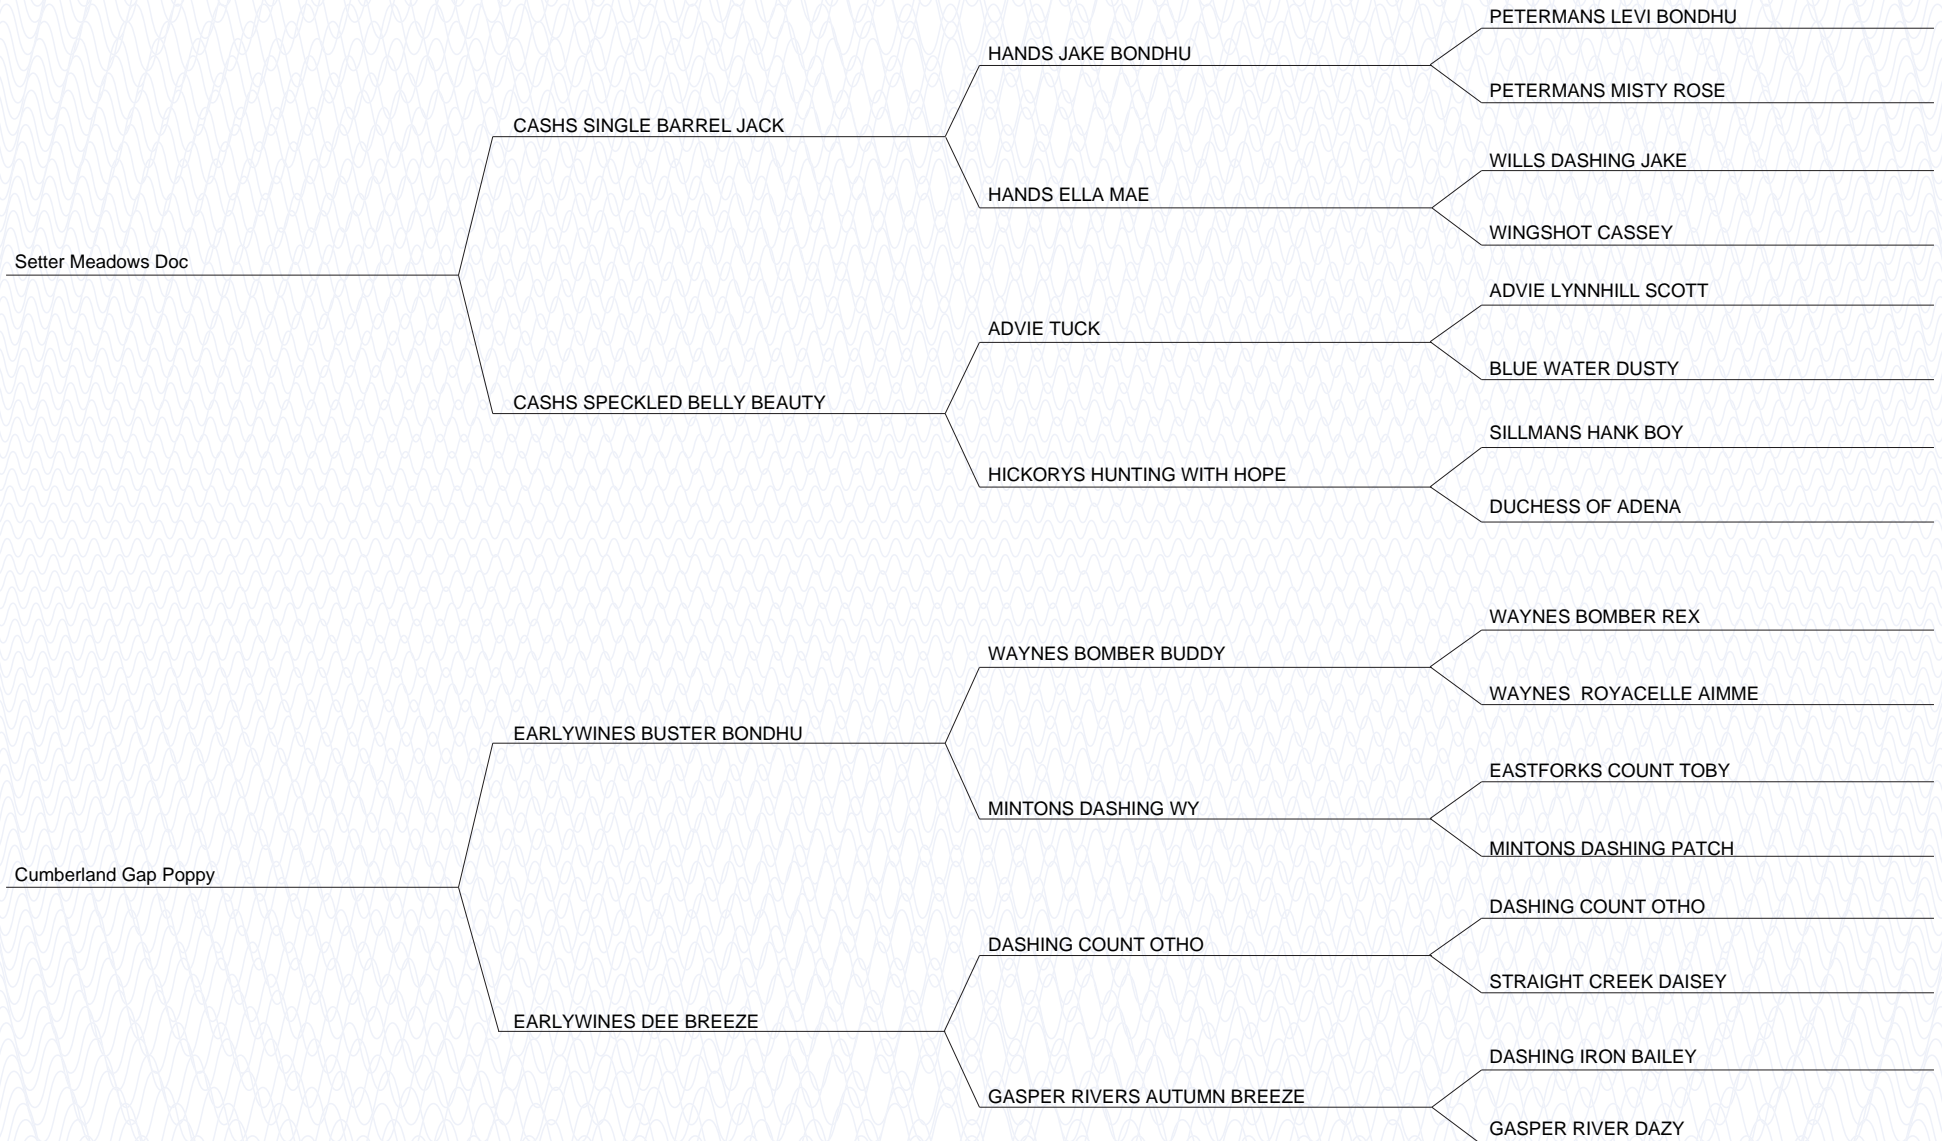 PETERMANS LEVI BONDHU
HANDS JAKE BONDHU
PETERMANS MISTY ROSE
CASHS SINGLE BARREL JACK
WILLS DASHING JAKE
HANDS ELLA MAE
WINGSHOT CASSEY
Setter Meadows Doc
ADVIE LYNNHILL SCOTT
ADVIE TUCK
BLUE WATER DUSTY
CASHS SPECKLED BELLY BEAUTY
SILLMANS HANK BOY
HICKORYS HUNTING WITH HOPE
DUCHESS OF ADENA
WAYNES BOMBER REX
WAYNES BOMBER BUDDY
WAYNES  ROYACELLE AIMME
EARLYWINES BUSTER BONDHU
EASTFORKS COUNT TOBY
MINTONS DASHING WY
MINTONS DASHING PATCH
Cumberland Gap Poppy
DASHING COUNT OTHO
DASHING COUNT OTHO
STRAIGHT CREEK DAISEY
EARLYWINES DEE BREEZE
DASHING IRON BAILEY
GASPER RIVERS AUTUMN BREEZE
GASPER RIVER DAZY